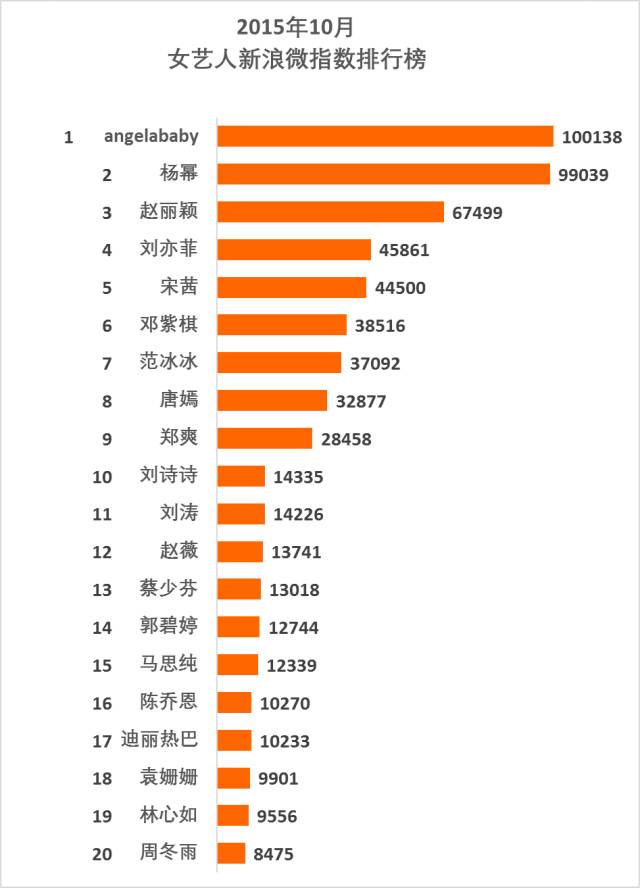 2015年10月
女艺人新浪微指数排行榜
1 angelababy 100138
2 杨幂 99039
3 赵丽颖 67499
4 刘亦菲 45861
5 宋茜 44500
6 邓紫棋 38516
7 范冰冰 37092
8 唐嫣 32877
9 郑爽 28458
10 刘诗诗 14335
11 刘涛 14226
12 赵薇 13741
13 蔡少芬 13018
14 郭碧婷 12744
15 马思纯 12339
16 陈乔恩 10270
17 迪丽热巴 10233
18 袁姗姗 9901
19 林心如 9556
20 周冬雨 8475